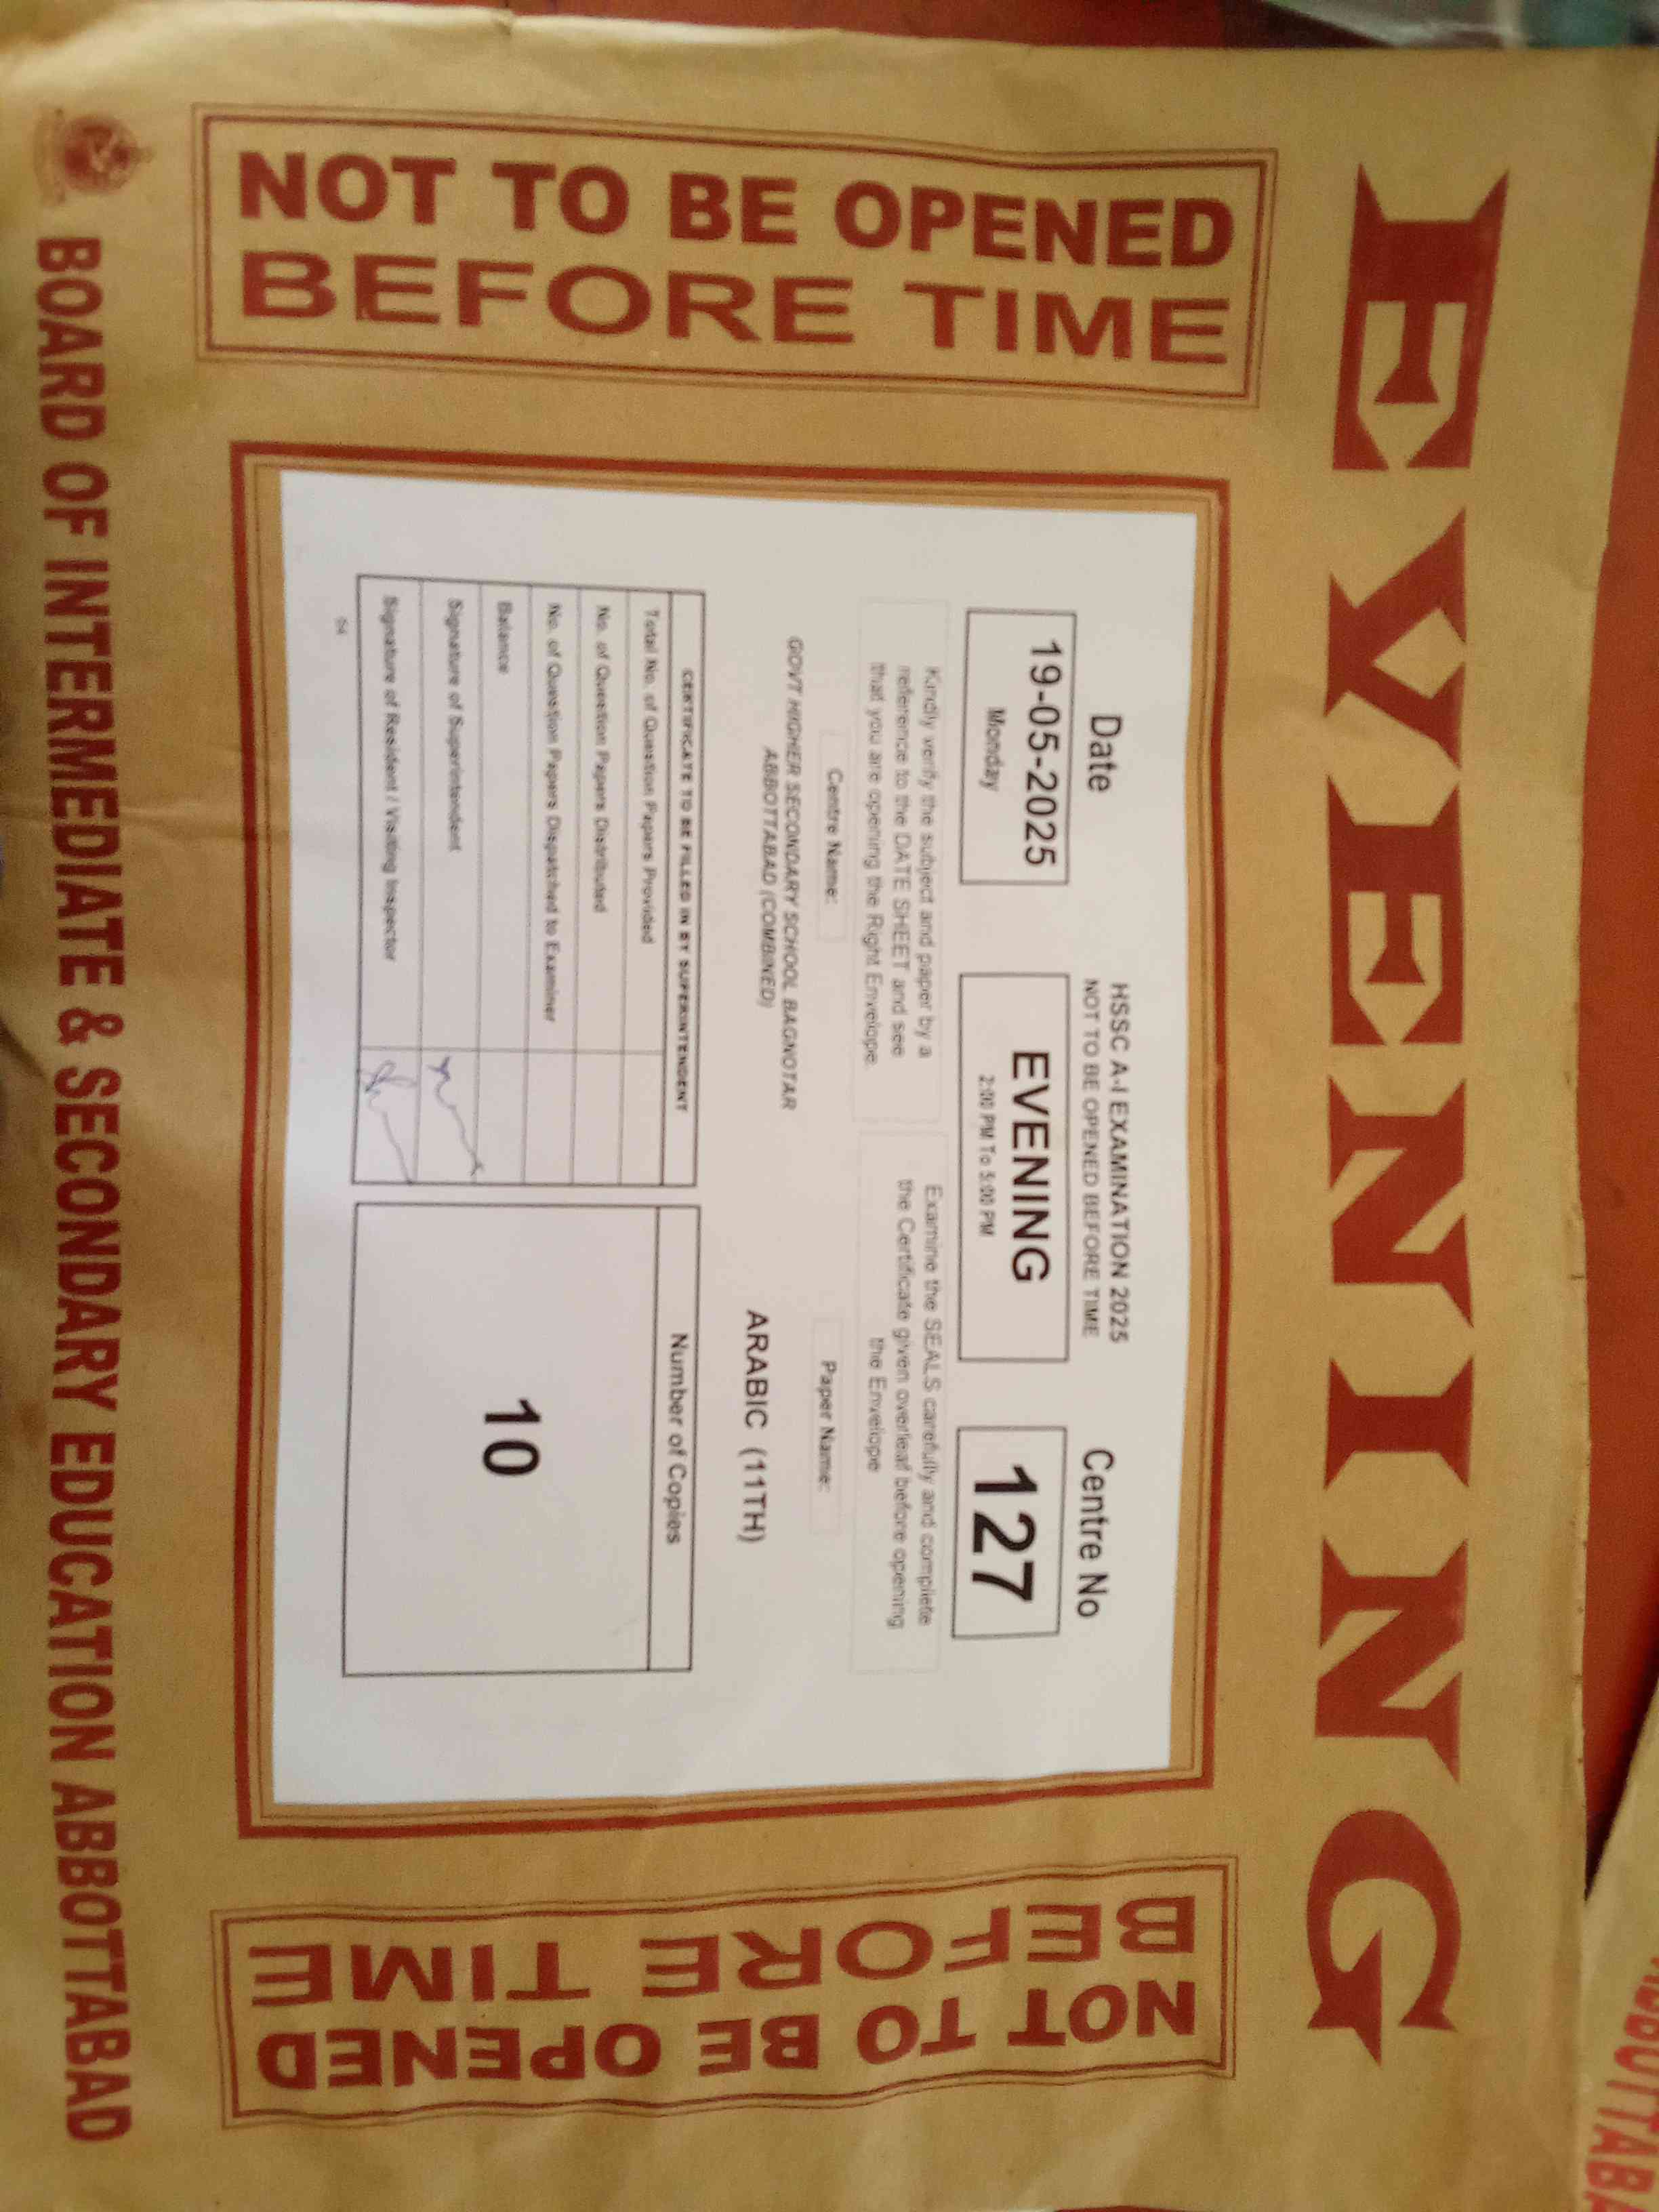 EVENING
NOT TO BE OPENED
BEFORE TIME
Date
19-05-2025
Monday
HSSC A-I EXAMINATION 2025
NOT TO BE OPENED BEFORE TIME
EVENING
2:00 PM To 5:00 PM
Centre No
127
Kindly verify the subject and paper by a
reference to the DATE SHEET and see
that you are opening the Right Envelope
Examine the SEALS carefully and complete
the Certificate given overleaf before opening
the Envelope
Centre Name:
GOVT HIGHER SECONDARY SCHOOL BAGNOTAR
ABBOTTABAD (COMBINED)
Paper Name:
ARABIC (11TH)
CERTIFICATE TO BE FILLED IN BY SUPERINTENDENT
Total No. of Question Papers Provided
No. of Question Papers Distributed
No. of Question Papers Dispatched to Examiner
Balance
Signature of Superintendent
Signature of Resident / Visiting Inspector
Number of Copies
10
NOT TO BE OPENED
BEFORE TIME
BOARD OF INTERMEDIATE & SECONDARY EDUCATION ABBOTTABAD